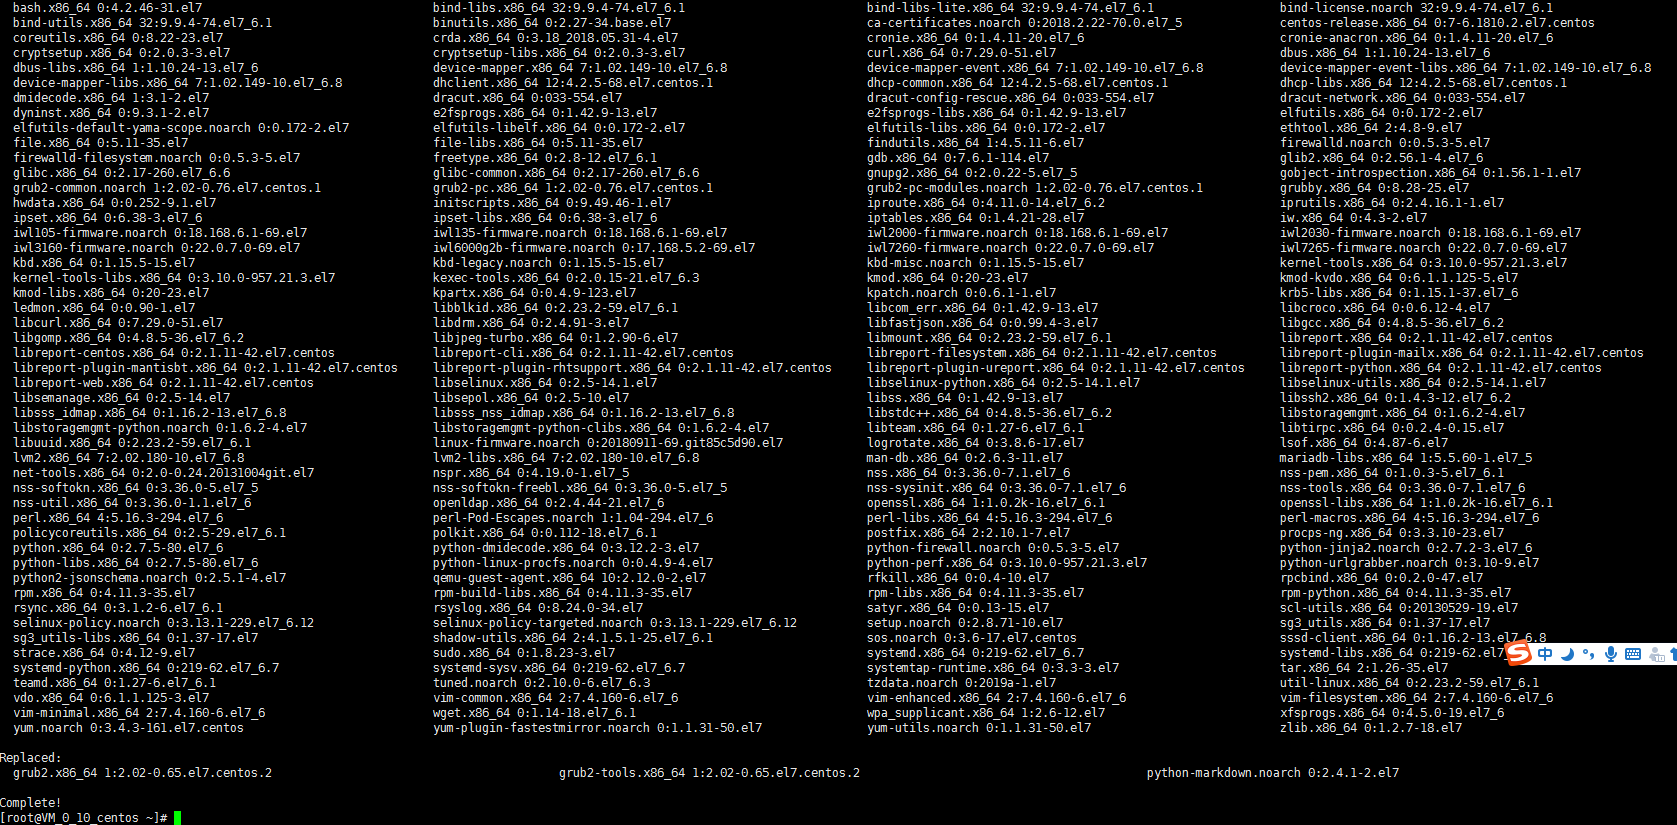 bash.x86_64 0:4.2.46-31.el7 bind-libs.x86_64 32:9.9.4-74.el7_6.1 bind-libs-lite.x86_64 32:9.9.4-74.el7_6.1 bind-license.noarch 32:9.9.4-74.el7_6.1
bind-utils.x86_64 32:9.9.4-74.el7_6.1 binutils.x86_64 0:2.27-34.base.el7 ca-certificates.noarch 0:2018.2.22-70.0.el7_5 centos-release.x86_64 0:7-6.1810.2.el7.centos
coreutils.x86_64 0:8.22-23.el7 crda.x86_64 0:3.18_2018.05.31-4.el7 cronie.x86_64 0:1.4.11-20.el7_6 cronie-anacron.x86_64 0:1.4.11-20.el7_6
cryptsetup.x86_64 0:2.0.3-3.el7 cryptsetup-libs.x86_64 0:2.0.3-3.el7 curl.x86_64 0:7.29.0-51.el7 dbus.x86_64 1:1.10.24-13.el7_6
dbus-libs.x86_64 1:1.10.24-13.el7_6 device-mapper.x86_64 7:1.02.149-10.el7_6.8 device-mapper-event.x86_64 7:1.02.149-10.el7_6.8 device-mapper-event-libs.x86_64 7:1.02.149-10.el7_6.8
device-mapper-libs.x86_64 7:1.02.149-10.el7_6.8 dhclient.x86_64 12:4.2.5-68.el7.centos.1 dhcp-common.x86_64 12:4.2.5-68.el7.centos.1 dhcp-libs.x86_64 12:4.2.5-68.el7.centos.1
dmidecode.x86_64 1:3.1-2.el7 dracut.x86_64 0:033-554.el7 dracut-config-rescue.x86_64 0:033-554.el7 dracut-network.x86_64 0:033-554.el7
dyninst.x86_64 0:9.3.1-2.el7 e2fsprogs.x86_64 0:1.42.9-13.el7 e2fsprogs-libs.x86_64 0:1.42.9-13.el7 elfutils.x86_64 0:0.172-2.el7
elfutils-default-yama-scope.noarch 0:0.172-2.el7 elfutils-libelf.x86_64 0:0.172-2.el7 elfutils-libs.x86_64 0:0.172-2.el7 ethtool.x86_64 2:4.8-9.el7
file.x86_64 0:5.11-35.el7 file-libs.x86_64 0:5.11-35.el7 findutils.x86_64 1:4.5.11-6.el7 firewalld.noarch 0:0.5.3-5.el7
firewalld-filesystem.noarch 0:0.5.3-5.el7 freetype.x86_64 0:2.8-12.el7_6.1 gdb.x86_64 0:7.6.1-114.el7 glib2.x86_64 0:2.56.1-4.el7_6
glibc.x86_64 0:2.17-260.el7_6.6 glibc-common.x86_64 0:2.17-260.el7_6.6 gnupg2.x86_64 0:2.0.22-5.el7_5 gobject-introspection.x86_64 0:1.56.1-1.el7
grub2-common.noarch 1:2.02-0.76.el7.centos.1 grub2-pc.x86_64 1:2.02-0.76.el7.centos.1 grub2-pc-modules.noarch 1:2.02-0.76.el7.centos.1 grubby.x86_64 0:8.28-25.el7
hwdata.x86_64 0:0.252-9.1.el7 initscripts.x86_64 0:9.49.46-1.el7 iproute.x86_64 0:4.11.0-14.el7_6.2 iprutils.x86_64 0:2.4.16.1-1.el7
ipset.x86_64 0:6.38-3.el7_6 ipset-libs.x86_64 0:6.38-3.el7_6 iptables.x86_64 0:1.4.21-28.el7 iw.x86_64 0:4.3-2.el7
iwl105-firmware.noarch 0:18.168.6.1-69.el7 iwl135-firmware.noarch 0:18.168.6.1-69.el7 iwl2000-firmware.noarch 0:18.168.6.1-69.el7 iwl2030-firmware.noarch 0:18.168.6.1-69.el7
iwl3160-firmware.noarch 0:22.0.7.0-69.el7 iwl6000g2b-firmware.noarch 0:17.168.5.2-69.el7 iwl7260-firmware.noarch 0:22.0.7.0-69.el7 iwl7265-firmware.noarch 0:22.0.7.0-69.el7
kbd.x86_64 0:1.15.5-15.el7 kbd-legacy.noarch 0:1.15.5-15.el7 kbd-misc.noarch 0:1.15.5-15.el7 kernel-tools.x86_64 0:3.10.0-957.21.3.el7
kernel-tools-libs.x86_64 0:3.10.0-957.21.3.el7 kexec-tools.x86_64 0:2.0.15-21.el7_6.3 kmod.x86_64 0:20-23.el7 kmod-kvdo.x86_64 0:6.1.1.125-5.el7
kmod-libs.x86_64 0:20-23.el7 kpartx.x86_64 0:0.4.9-123.el7 kpatch.noarch 0:0.6.1-1.el7 krb5-libs.x86_64 0:1.15.1-37.el7_6
ledmon.x86_64 0:0.90-1.el7 libblkid.x86_64 0:2.23.2-59.el7_6.1 libcom_err.x86_64 0:1.42.9-13.el7 libcroco.x86_64 0:0.6.12-4.el7
libcurl.x86_64 0:7.29.0-51.el7 libdrm.x86_64 0:2.4.91-3.el7 libfastjson.x86_64 0:0.99.4-3.el7 libgcc.x86_64 0:4.8.5-36.el7_6.2
libgomp.x86_64 0:4.8.5-36.el7_6.2 libjpeg-turbo.x86_64 0:1.2.90-6.el7 libmount.x86_64 0:2.23.2-59.el7_6.1 libreport.x86_64 0:2.1.11-42.el7.centos
libreport-centos.x86_64 0:2.1.11-42.el7.centos libreport-cli.x86_64 0:2.1.11-42.el7.centos libreport-filesystem.x86_64 0:2.1.11-42.el7.centos libreport-plugin-mailx.x86_64 0:2.1.11-42.el7.centos
libreport-plugin-mantisbt.x86_64 0:2.1.11-42.el7.centos libreport-plugin-rhtsupport.x86_64 0:2.1.11-42.el7.centos libreport-plugin-ureport.x86_64 0:2.1.11-42.el7.centos libreport-python.x86_64 0:2.1.11-42.el7.centos
libreport-web.x86_64 0:2.1.11-42.el7.centos libselinux.x86_64 0:2.5-14.1.el7 libselinux-python.x86_64 0:2.5-14.1.el7 libselinux-utils.x86_64 0:2.5-14.1.el7
libsemanage.x86_64 0:2.5-14.el7 libsepol.x86_64 0:2.5-10.el7 libss.x86_64 0:1.42.9-13.el7 libssh2.x86_64 0:1.4.3-12.el7_6.2
libsss_idmap.x86_64 0:1.16.2-13.el7_6.8 libsss_nss_idmap.x86_64 0:1.16.2-13.el7_6.8 libstdc++.x86_64 0:4.8.5-36.el7_6.2 libstoragemgmt.x86_64 0:1.6.2-4.el7
libstoragemgmt-python.noarch 0:1.6.2-4.el7 libstoragemgmt-python-clibs.x86_64 0:1.6.2-4.el7 libteam.x86_64 0:1.27-6.el7_6.1 libtirpc.x86_64 0:0.2.4-0.15.el7
libuuid.x86_64 0:2.23.2-59.el7_6.1 linux-firmware.noarch 0:20180911-69.git85c5d90.el7 logrotate.x86_64 0:3.8.6-17.el7 lsof.x86_64 0:4.87-6.el7
lvm2.x86_64 7:2.02.180-10.el7_6.8 lvm2-libs.x86_64 7:2.02.180-10.el7_6.8 man-db.x86_64 0:2.6.3-11.el7 mariadb-libs.x86_64 1:5.5.60-1.el7_5
net-tools.x86_64 0:2.0-0.24.20131004git.el7 nspr.x86_64 0:4.19.0-1.el7_5 nss.x86_64 0:3.36.0-7.1.el7_6 nss-pem.x86_64 0:1.0.3-5.el7_6.1
nss-softokn.x86_64 0:3.36.0-5.el7_5 nss-softokn-freebl.x86_64 0:3.36.0-5.el7_5 nss-sysinit.x86_64 0:3.36.0-7.1.el7_6 nss-tools.x86_64 0:3.36.0-7.1.el7_6
nss-util.x86_64 0:3.36.0-1.1.el7_6 openldap.x86_64 0:2.4.44-21.el7_6 openssl.x86_64 1:1.0.2k-16.el7_6.1 openssl-libs.x86_64 1:1.0.2k-16.el7_6.1
perl.x86_64 4:5.16.3-294.el7_6 perl-Pod-Escapes.noarch 1:1.04-294.el7_6 perl-libs.x86_64 4:5.16.3-294.el7_6 perl-macros.x86_64 4:5.16.3-294.el7_6
policycoreutils.x86_64 0:2.5-29.el7_6.1 polkit.x86_64 0:0.112-18.el7_6.1 postfix.x86_64 2:2.10.1-7.el7 procps-ng.x86_64 0:3.3.10-23.el7
python.x86_64 0:2.7.5-80.el7_6 python-dmidecode.x86_64 0:3.12.2-3.el7 python-firewall.noarch 0:0.5.3-5.el7 python-jinja2.noarch 0:2.7.2-3.el7_6
python-libs.x86_64 0:2.7.5-80.el7_6 python-linux-procfs.noarch 0:0.4.9-4.el7 python-perf.x86_64 0:3.10.0-957.21.3.el7 python-urlgrabber.noarch 0:3.10-9.el7
python2-jsonschema.noarch 0:2.5.1-4.el7 qemu-guest-agent.x86_64 10:2.12.0-2.el7 rfkill.x86_64 0:0.4-10.el7 rpcbind.x86_64 0:0.2.0-47.el7
rpm.x86_64 0:4.11.3-35.el7 rpm-build-libs.x86_64 0:4.11.3-35.el7 rpm-libs.x86_64 0:4.11.3-35.el7 rpm-python.x86_64 0:4.11.3-35.el7
rsync.x86_64 0:3.1.2-6.el7_6.1 rsyslog.x86_64 0:8.24.0-34.el7 satyr.x86_64 0:0.13-15.el7 scl-utils.x86_64 0:20130529-19.el7
selinux-policy.noarch 0:3.13.1-229.el7_6.12 selinux-policy-targeted.noarch 0:3.13.1-229.el7_6.12 setup.noarch 0:2.8.71-10.el7 sg3_utils.x86_64 0:1.37-17.el7
sg3_utils-libs.x86_64 0:1.37-17.el7 shadow-utils.x86_64 2:4.1.5.1-25.el7_6.1 sos.noarch 0:3.6-17.el7.centos sssd-client.x86_64 0:1.16.2-13.el7_6.8
strace.x86_64 0:4.12-9.el7 sudo.x86_64 0:1.8.23-3.el7 systemd.x86_64 0:219-62.el7_6.7 systemd-libs.x86_64 0:219-62.el7_
systemd-python.x86_64 0:219-62.el7_6.7 systemd-sysv.x86_64 0:219-62.el7_6.7 systemtap-runtime.x86_64 0:3.3-3.el7 tar.x86_64 2:1.26-35.el7
teamd.x86_64 0:1.27-6.el7_6.1 tuned.noarch 0:2.10.0-6.el7_6.3 tzdata.noarch 0:2019a-1.el7 util-linux.x86_64 0:2.23.2-59.el7_6.1
vdo.x86_64 0:6.1.1.125-3.el7 vim-common.x86_64 2:7.4.160-6.el7_6 vim-enhanced.x86_64 2:7.4.160-6.el7_6 vim-filesystem.x86_64 2:7.4.160-6.el7_6
vim-minimal.x86_64 2:7.4.160-6.el7_6 wget.x86_64 0:1.14-18.el7_6.1 wpa_supplicant.x86_64 1:2.6-12.el7 xfsprogs.x86_64 0:4.5.0-19.el7_6
yum.noarch 0:3.4.3-161.el7.centos yum-plugin-fastestmirror.noarch 0:1.1.31-50.el7 yum-utils.noarch 0:1.1.31-50.el7 zlib.x86_64 0:1.2.7-18.el7
Replaced:
grub2.x86_64 1:2.02-0.65.el7.centos.2 grub2-tools.x86_64 1:2.02-0.65.el7.centos.2 python-markdown.noarch 0:2.4.1-2.el7
Complete!
[root@VM_0_10_centos ~]#
S 中